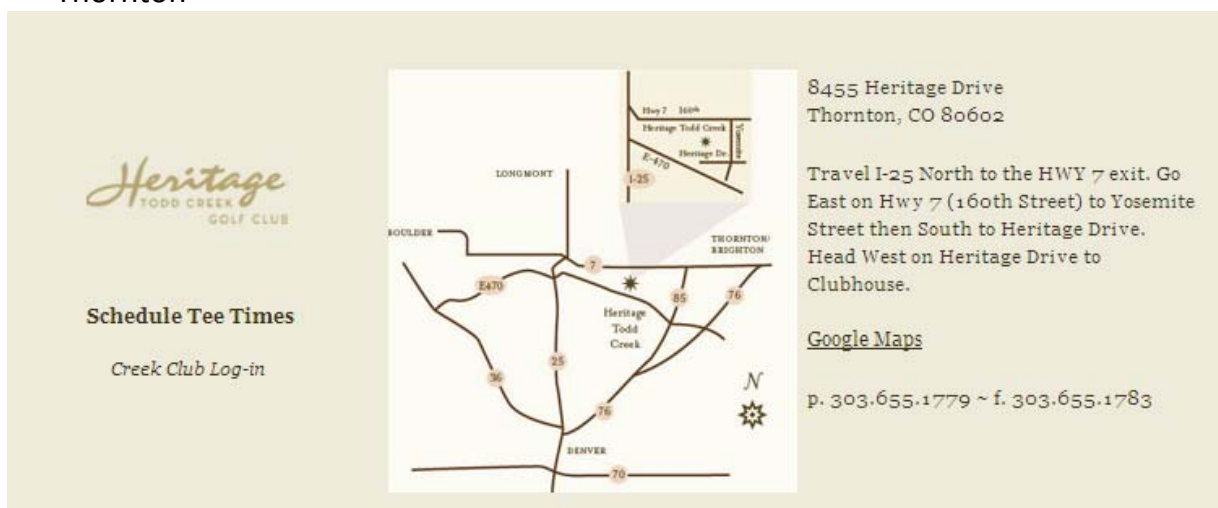 Thornton
Heritage
TODD CREEK
GOLF CLUB
Schedule Tee Times
Creek Club Log-in
Hwy 7 160th
Heritage Todd Creek
Yosemite
Heritage Dr.
E-470
I-25
LONGMONT
BOULDER
THORNTON/
BRIGHTON
7
E470
85
76
Heritage
Todd
Creek
25
36
76
N
DENVER
70
8455 Heritage Drive
Thornton, CO 80602
Travel I-25 North to the HWY 7 exit. Go
East on Hwy 7 (160th Street) to Yosemite
Street then South to Heritage Drive.
Head West on Heritage Drive to
Clubhouse.
Google Maps
p. 303.655.1779 ~ f. 303.655.1783